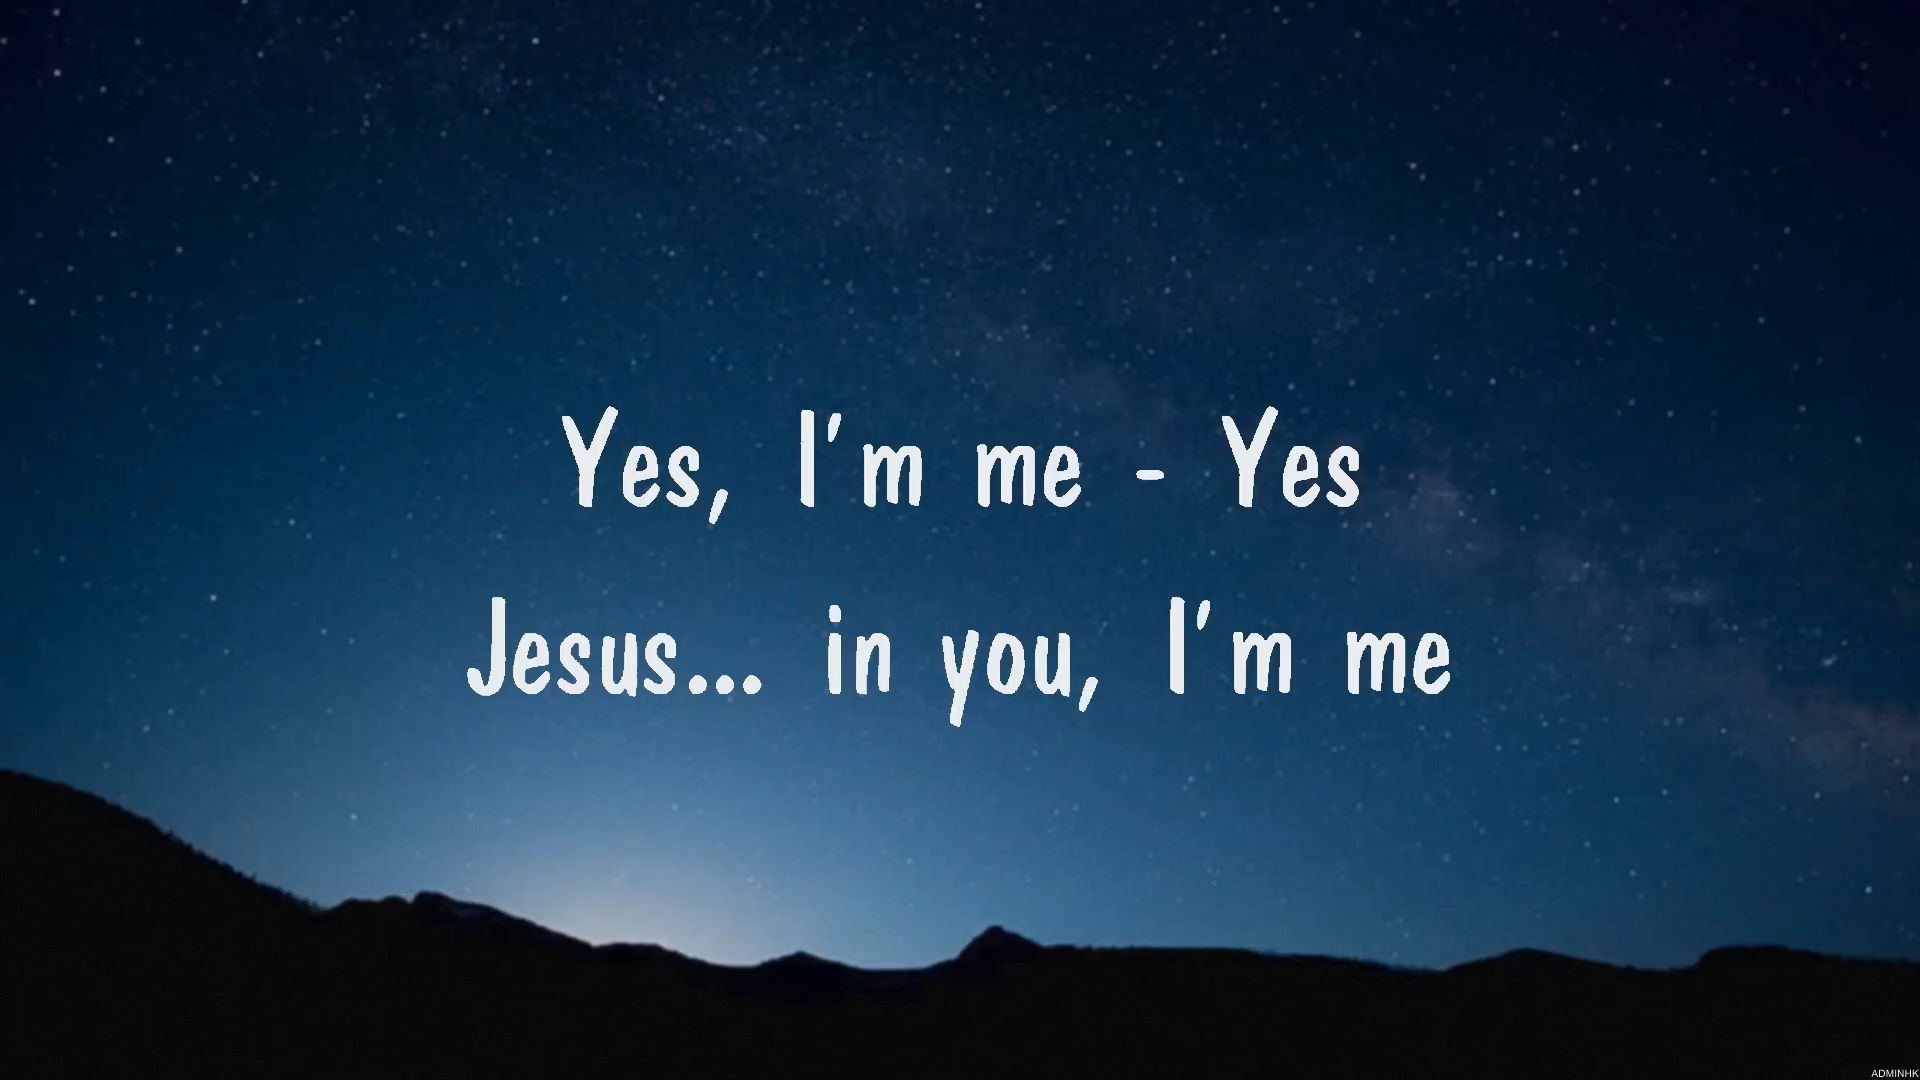 Yes, I'm me - Yes
Jesus... in you, I'm me
ADMINHK